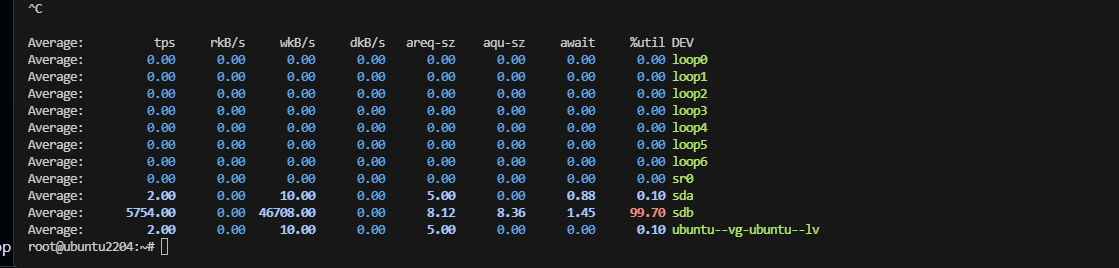 ^C
Average: tps rkB/s wkB/s dkB/s areq-sz aqu-sz await %util DEV
Average: 0.00 0.00 0.00 0.00 0.00 0.00 0.00 0.00 loop0
Average: 0.00 0.00 0.00 0.00 0.00 0.00 0.00 0.00 loop1
Average: 0.00 0.00 0.00 0.00 0.00 0.00 0.00 0.00 loop2
Average: 0.00 0.00 0.00 0.00 0.00 0.00 0.00 0.00 loop3
Average: 0.00 0.00 0.00 0.00 0.00 0.00 0.00 0.00 loop4
Average: 0.00 0.00 0.00 0.00 0.00 0.00 0.00 0.00 loop5
Average: 0.00 0.00 0.00 0.00 0.00 0.00 0.00 0.00 loop6
Average: 0.00 0.00 0.00 0.00 0.00 0.00 0.00 0.00 sr0
Average: 2.00 0.00 10.00 0.00 5.00 0.00 0.88 0.10 sda
Average: 5754.00 0.00 46708.00 0.00 8.12 8.36 1.45 99.70 sdb
Average: 2.00 0.00 10.00 0.00 5.00 0.00 0.00 0.10 ubuntu--vg-ubuntu--lv
op
root@ubuntu2204:~#